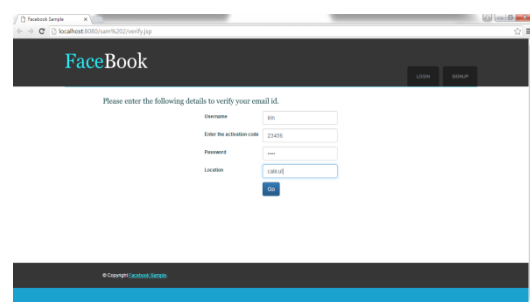 Facebook Sample
localhost:8080/sam%202/verify.jsp
FaceBook
LOGIN SIGNUP
Please enter the following details to verify your email id.
Username
Enter the activation code 23456
Password ••••
Location calicut
Go
© Copyright Facebook Sample